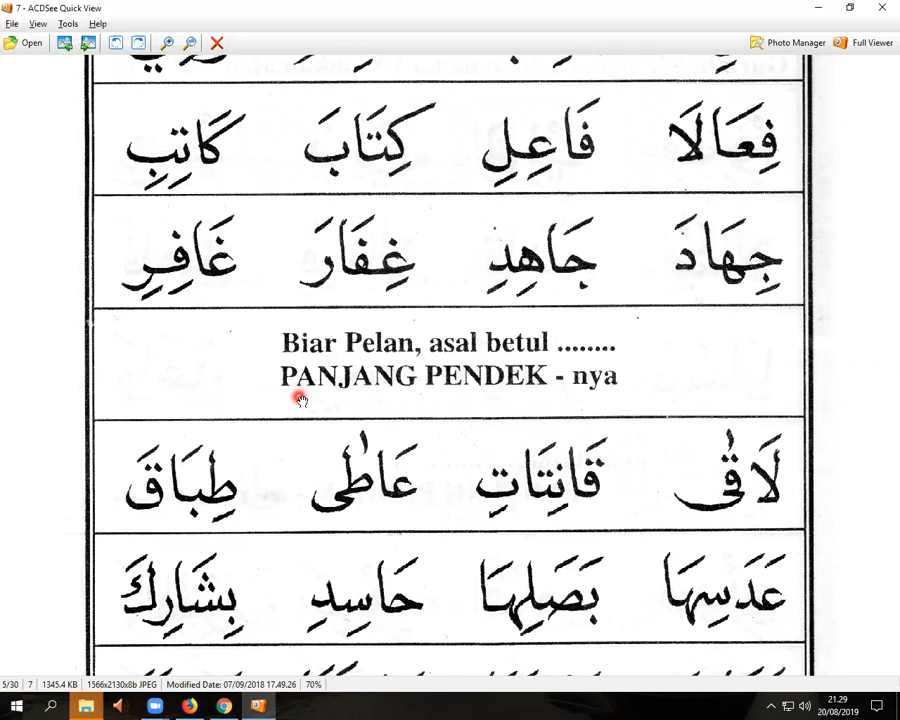 7 - ACDSee Quick View
File View Tools Help
Open Photo Manager Full Viewer
فِعَالَا فَاعِلِ كِتَابَ كَاتِبِ
جِهَادَ جَاهِدِ غِفَارَ غَافِرِ
Biar Pelan, asal betul ........
PANJANG PENDEK - nya
لَاقٰى قَانِتَاتِ عَاطٰى طِبَاقَ
عَدَسِهَا بَصَلِهَا حَاسِدِ بِشَارِكَ
5/30 7 1345.4 KB 1566x2130x8b JPEG Modified Date: 07/09/2018 17.49.26 70%
21.29
20/08/2019